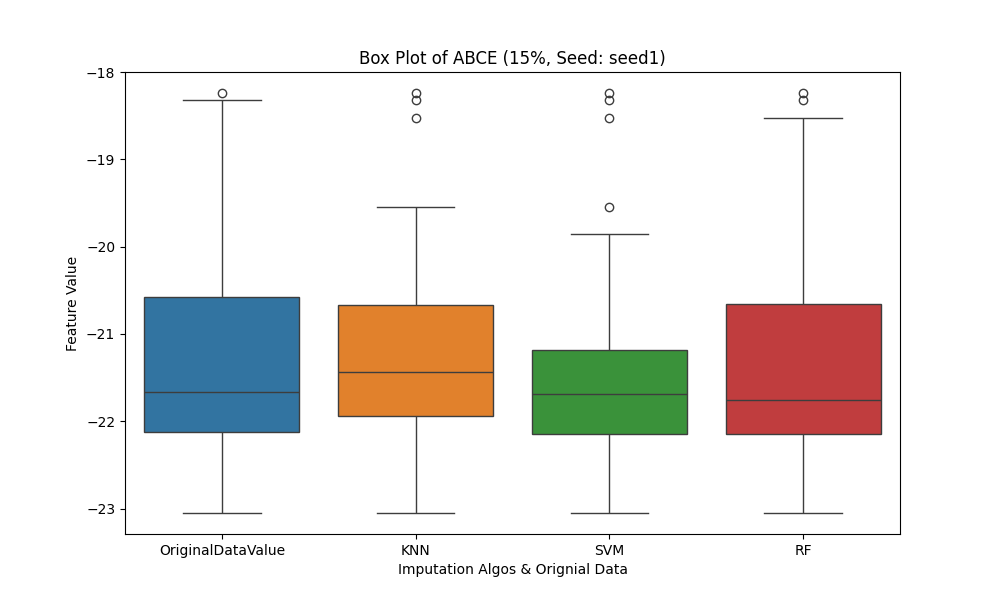 Box Plot of ABCE (15%, Seed: seed1)
−18
−19
−20
−21
−22
−23
Feature Value
OriginalDataValue
KNN
SVM
RF
Imputation Algos & Orignial Data